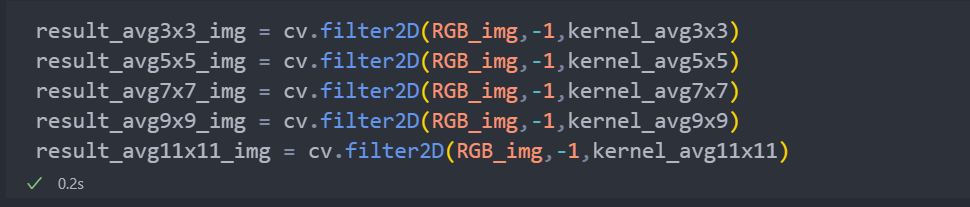 result_avg3x3_img = cv.filter2D(RGB_img,-1,kernel_avg3x3)
result_avg5x5_img = cv.filter2D(RGB_img,-1,kernel_avg5x5)
result_avg7x7_img = cv.filter2D(RGB_img,-1,kernel_avg7x7)
result_avg9x9_img = cv.filter2D(RGB_img,-1,kernel_avg9x9)
result_avg11x11_img = cv.filter2D(RGB_img,-1,kernel_avg11x11)
0.2s